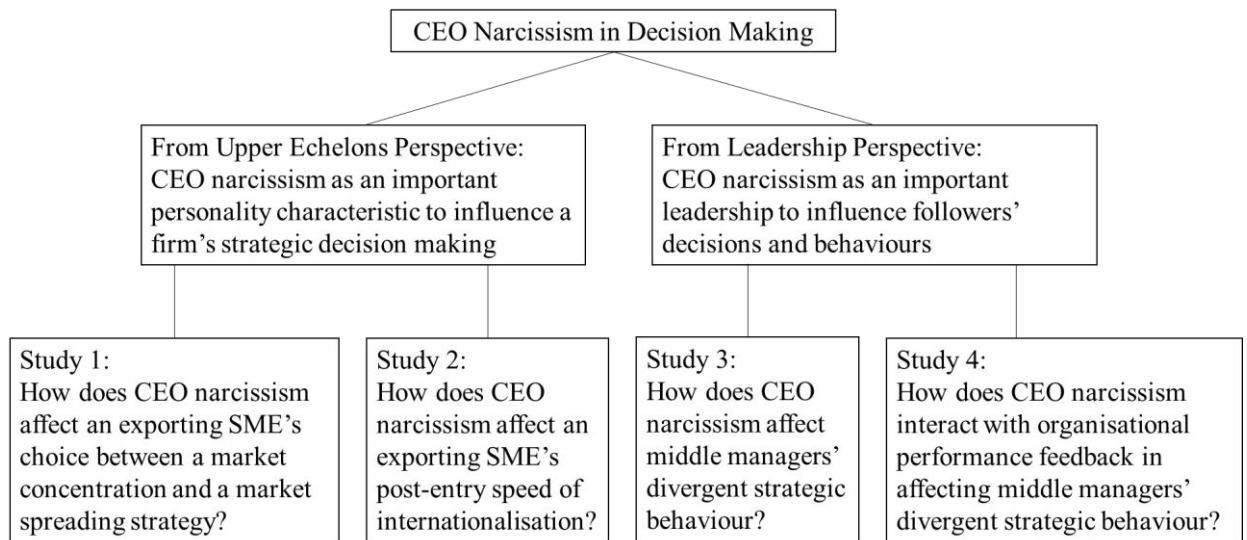 CEO Narcissism in Decision Making
From Upper Echelons Perspective:
CEO narcissism as an important
personality characteristic to influence a
firm's strategic decision making
From Leadership Perspective:
CEO narcissism as an important
leadership to influence followers'
decisions and behaviours
Study 1:
How does CEO narcissism
affect an exporting SME's
choice between a market
concentration and a market
spreading strategy?
Study 2:
How does CEO
narcissism affect an
exporting SME's
post-entry speed of
internationalisation?
Study 3:
How does CEO
narcissism affect
middle managers'
divergent strategic
behaviour?
Study 4:
How does CEO narcissism
interact with organisational
performance feedback in
affecting middle managers'
divergent strategic behaviour?